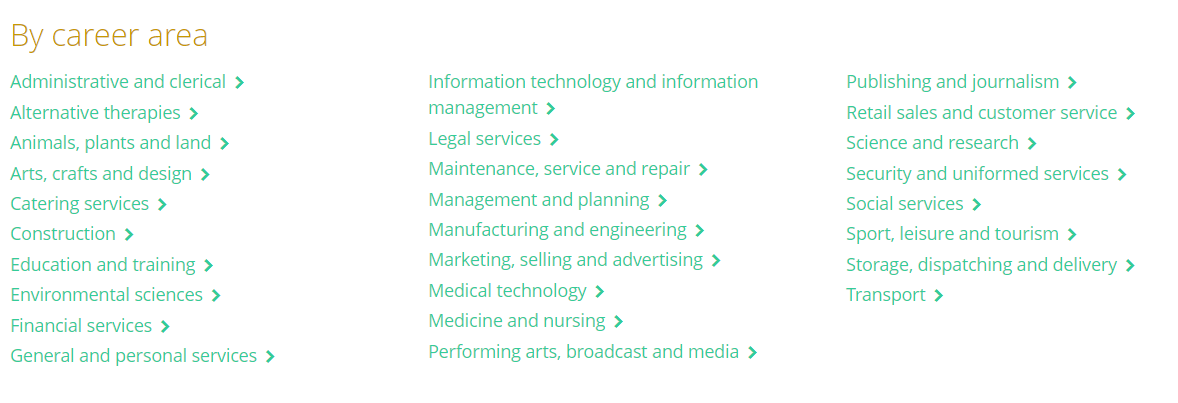 By career area
Administrative and clerical
Alternative therapies
Animals, plants and land
Arts, crafts and design
Catering services
Construction
Education and training
Environmental sciences
Financial services
General and personal services
Information technology and information
management
Legal services
Maintenance, service and repair
Management and planning
Manufacturing and engineering
Marketing, selling and advertising
Medical technology
Medicine and nursing
Performing arts, broadcast and media
Publishing and journalism
Retail sales and customer service
Science and research
Security and uniformed services
Social services
Sport, leisure and tourism
Storage, dispatching and delivery
Transport